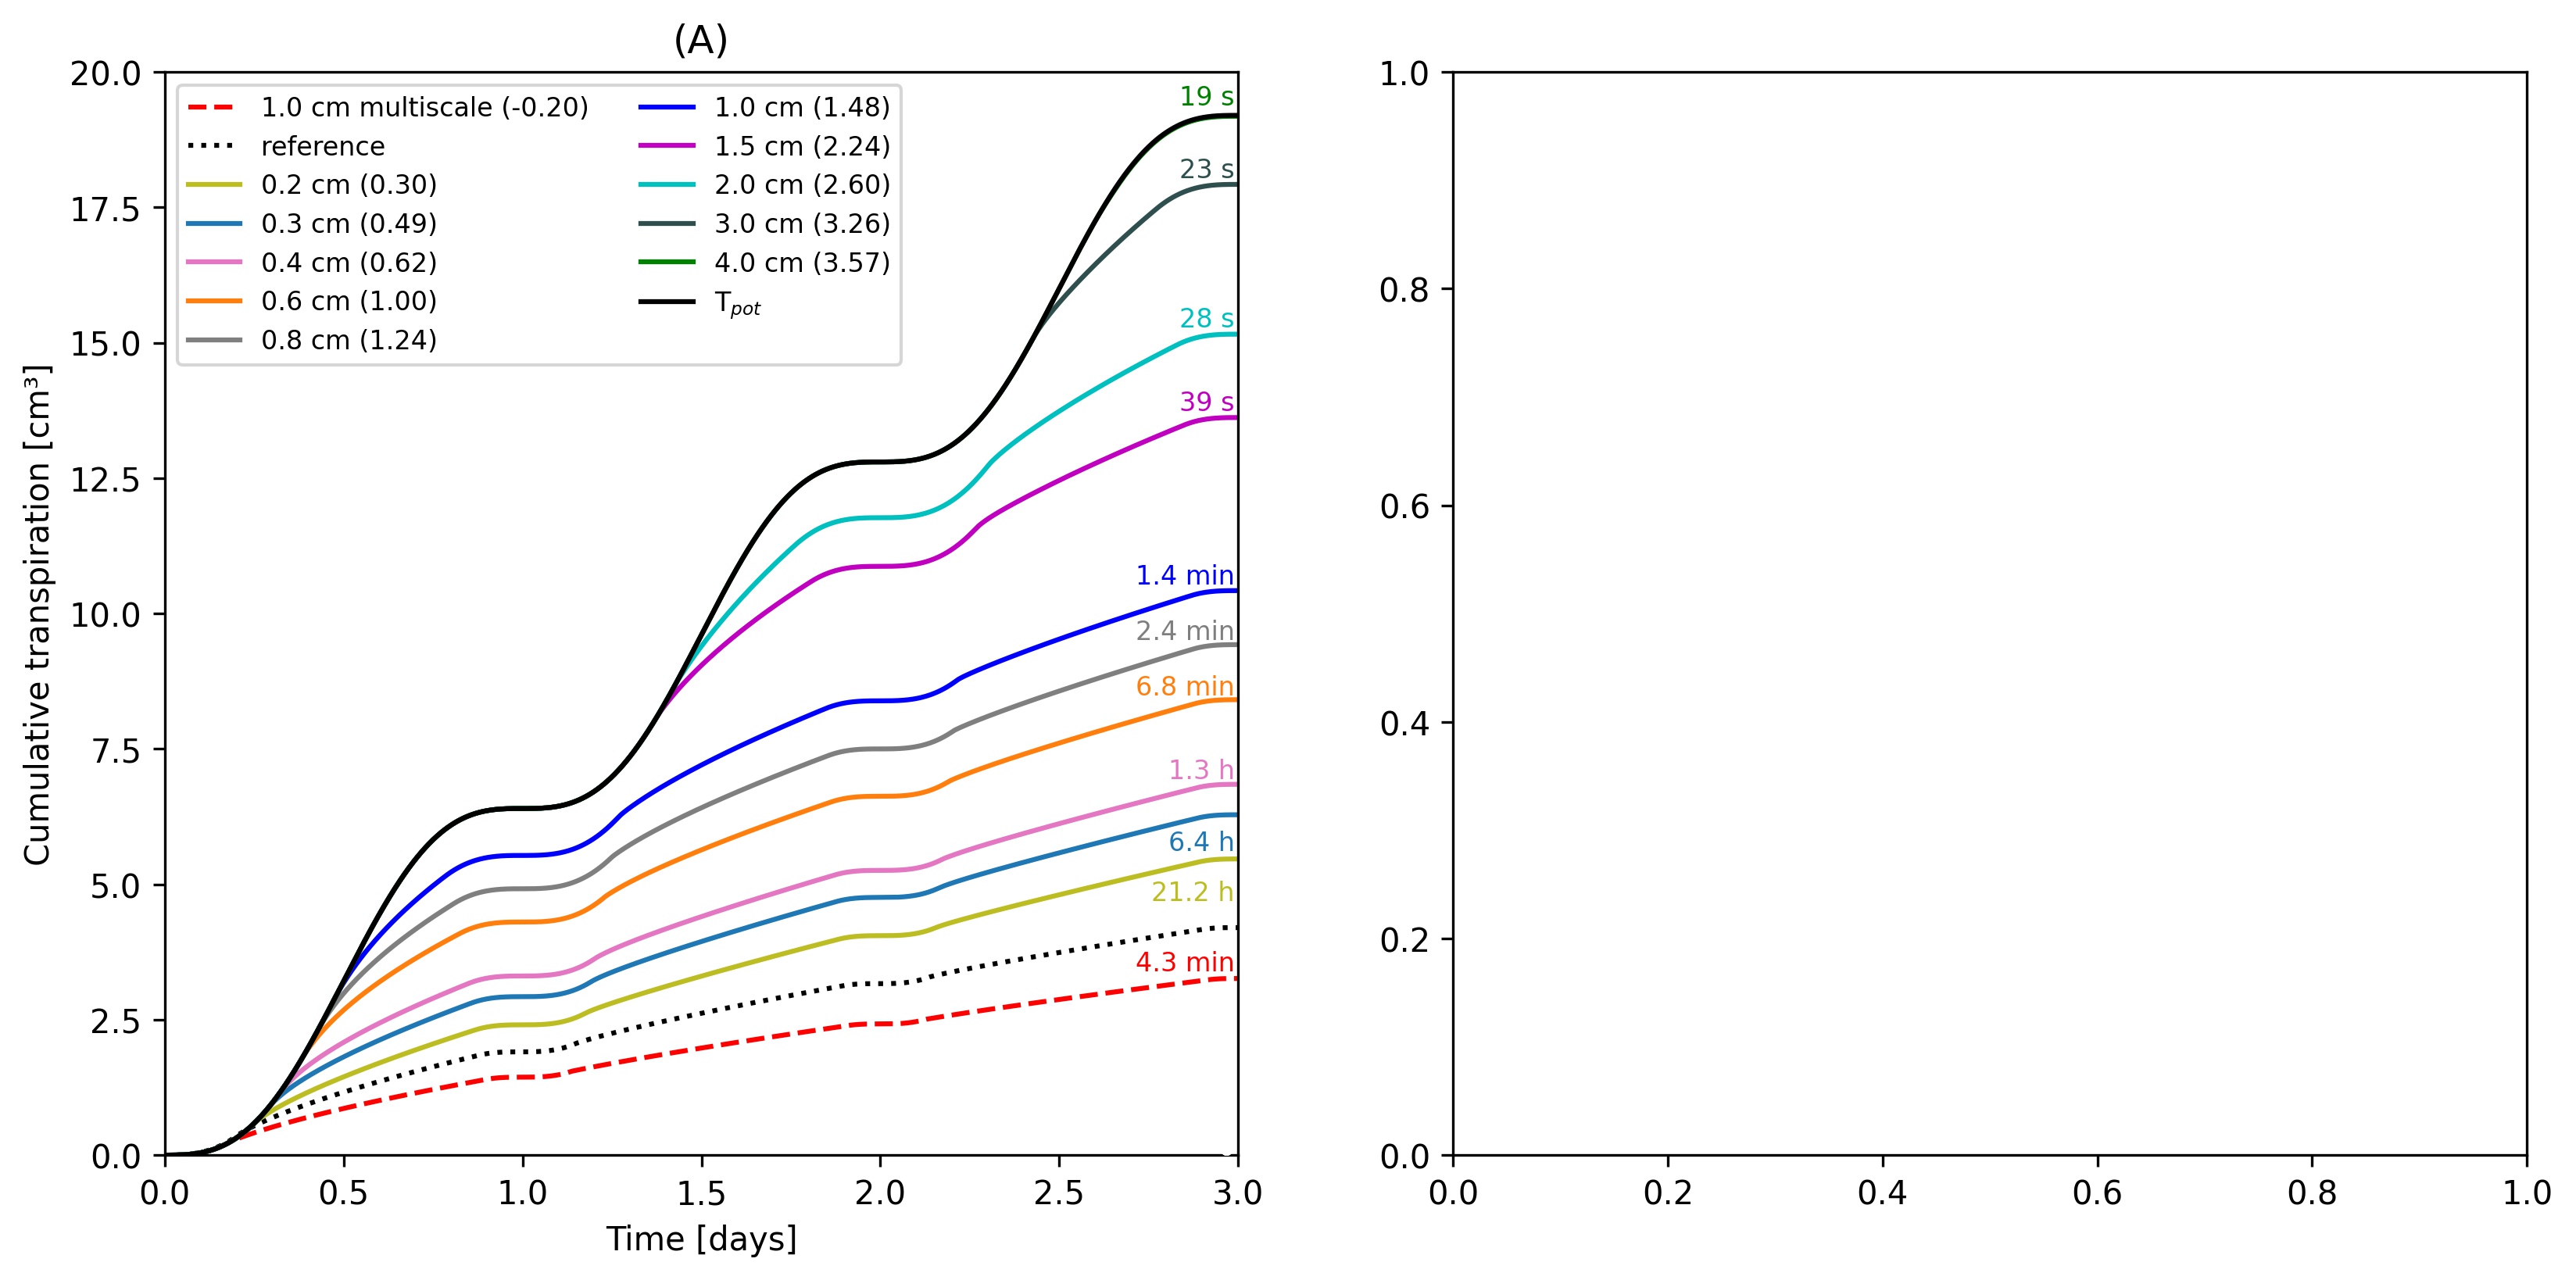 (A)
20.0
17.5
15.0
12.5
10.0
7.5
5.0
2.5
0.0
Cumulative transpiration [cm³]
1.0 cm multiscale (-0.20)
reference
0.2 cm (0.30)
0.3 cm (0.49)
0.4 cm (0.62)
0.6 cm (1.00)
0.8 cm (1.24)
1.0 cm (1.48)
1.5 cm (2.24)
2.0 cm (2.60)
3.0 cm (3.26)
4.0 cm (3.57)
Tpot
19 s
23 s
28 s
39 s
1.4 min
2.4 min
6.8 min
1.3 h
6.4 h
21.2 h
4.3 min
0.0 0.5 1.0 1.5 2.0 2.5 3.0
Time [days]
1.0
0.8
0.6
0.4
0.2
0.0
0.0 0.2 0.4 0.6 0.8 1.0